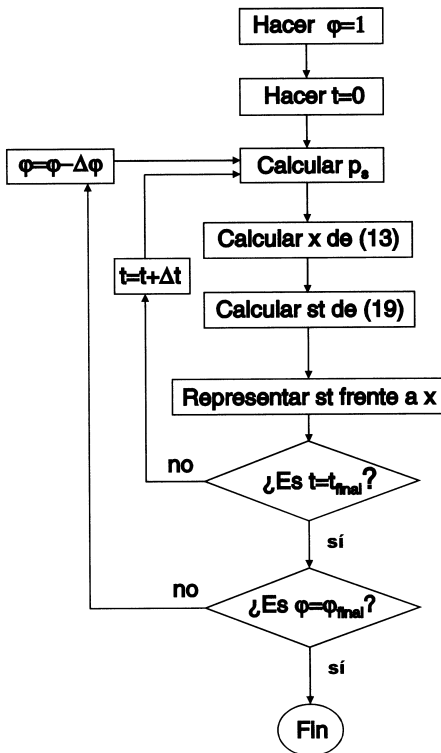 Hacer φ=1
Hacer t=0
φ=φ−Δφ
Calcular pₛ
Calcular x de (13)
t=t+Δt
Calcular st de (19)
Representar st frente a x
no
¿Es t=t_final?
sí
no
¿Es φ=φ_final?
sí
Fin